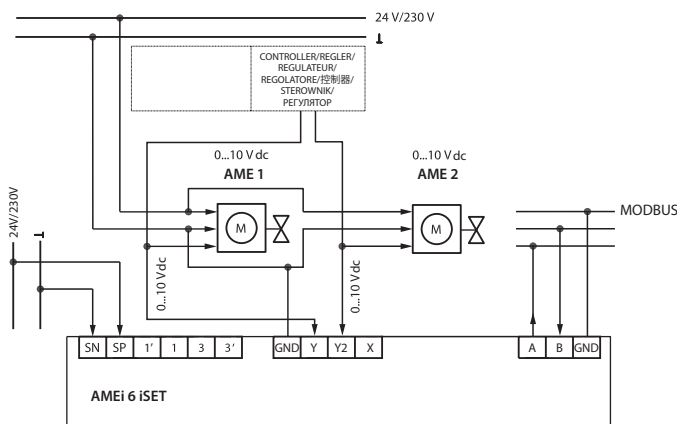 24 V/230 V
CONTROLLER/REGLER/
REGULATEUR/
REGOLATORE/控制器/
STEROWNIK/
РЕГУЛЯТОР
0...10 V dc
AME 1
0...10 V dc
AME 2
24V/230V
M
M
MODBUS
0...10 V dc
0...10 V dc
SN SP 1' 1 3 3' GND Y Y2 X A B GND
AMEi 6 iSET